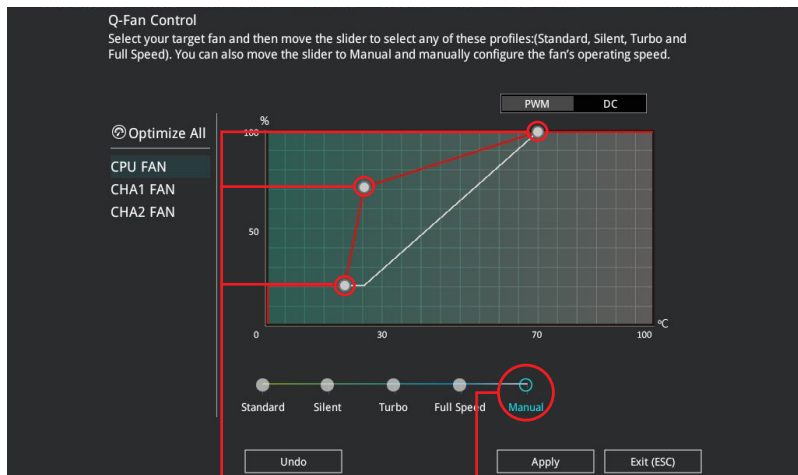 Q-Fan Control
Select your target fan and then move the slider to select any of these profiles:(Standard, Silent, Turbo and
Full Speed). You can also move the slider to Manual and manually configure the fan's operating speed.
PWM DC
%
Optimize All
100
CPU FAN
CHA1 FAN
CHA2 FAN
50
°C
0 30 70 100
Standard Silent Turbo Full Speed Manual
Undo Apply Exit (ESC)